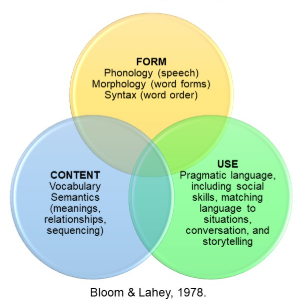 FORM
Phonology (speech)
Morphology (word forms)
Syntax (word order)
CONTENT
Vocabulary
Semantics
(meanings,
relationships,
sequencing)
USE
Pragmatic language,
including social
skills, matching
language to
situations,
conversation, and
storytelling
Bloom & Lahey, 1978.